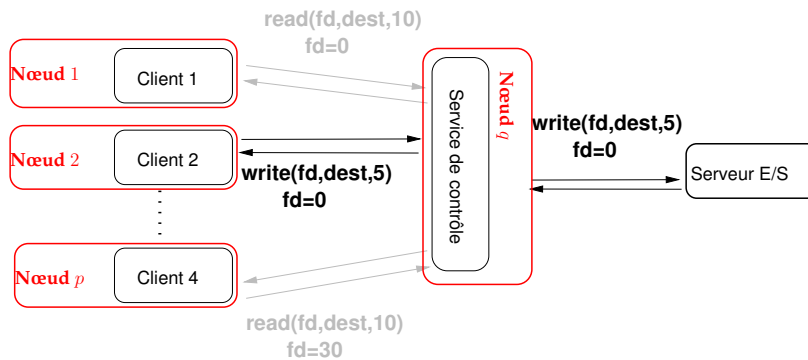 read(fd,dest,10)
fd=0
Nœud 1
Client 1
Nœud 2
Client 2
write(fd,dest,5)
fd=0
Nœud p
Client 4
read(fd,dest,10)
fd=30
Service de contrôle
Nœud q
write(fd,dest,5)
fd=0
Serveur E/S